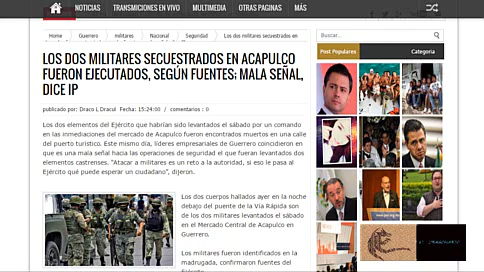 NOTICIAS TRANSMICIONES EN VIVO MULTIMEDIA OTRAS PAGINAS MÁS
Home Guerrero militares Nacional Seguridad Los dos militares secuestrados en
Buscar..
LOS DOS MILITARES SECUESTRADOS EN ACAPULCO
FUERON EJECUTADOS, SEGÚN FUENTES; MALA SEÑAL,
DICE IP
publicado por: Draco L Dracul Fecha: 15:24:00 / comentarios : 0
Los dos elementos del Ejército que habrían sido levantados el sábado por un comando
en las inmediaciones del mercado de Acapulco fueron encontrados muertos en una calle
del puerto turístico. Este mismo día, líderes empresariales de Guerrero coincidieron en
que es una mala señal hacia las operaciones de seguridad el que fueran levantados dos
elementos castrenses. "Atacar a militares es un reto a la autoridad, si eso le pasa al
Ejército qué puede esperar un ciudadano", dijeron.
Los dos cuerpos hallados ayer en la noche
debajo del puente de la Vía Rápida son
de los dos militares levantados el sábado
en el Mercado Central de Acapulco en
Guerrero.
Los militares fueron identificados en la
madrugada, confirmaron fuentes del
Post Populares Categoria